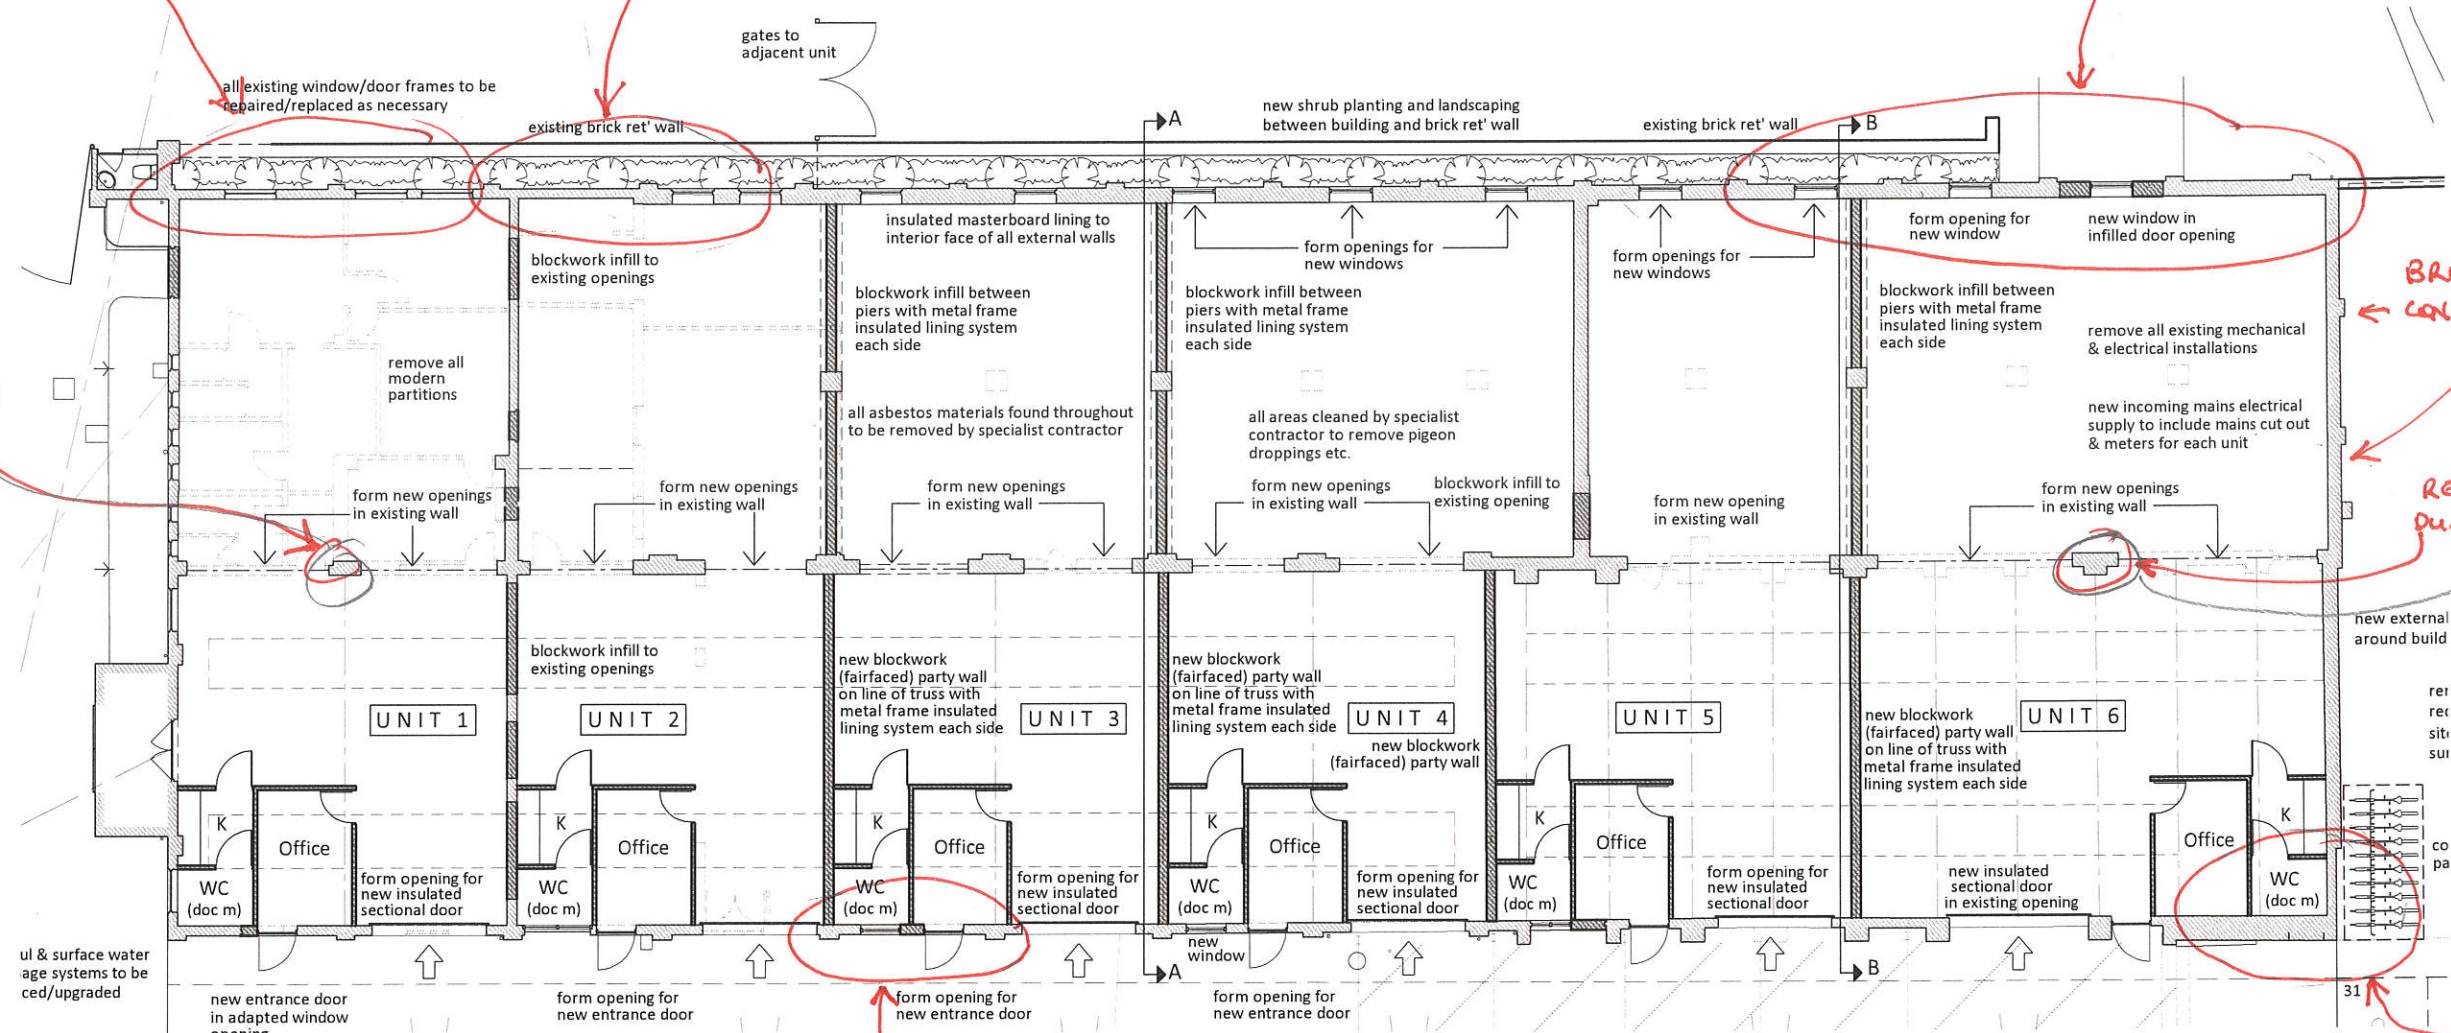 gates to
adjacent unit
all existing window/door frames to be
repaired/replaced as necessary
existing brick ret' wall
A
new shrub planting and landscaping
between building and brick ret' wall
existing brick ret' wall
B
insulated masterboard lining to
interior face of all external walls
form openings for
new windows
form openings for
new windows
form opening for
new window
new window in
infilled door opening
blockwork infill to
existing openings
blockwork infill between
piers with metal frame
insulated lining system
each side
blockwork infill between
piers with metal frame
insulated lining system
each side
blockwork infill between
piers with metal frame
insulated lining system
each side
remove all existing mechanical
& electrical installations
remove all
modern
partitions
all asbestos materials found throughout
to be removed by specialist contractor
all areas cleaned by specialist
contractor to remove pigeon
droppings etc.
new incoming mains electrical
supply to include mains cut out
& meters for each unit
form new openings
in existing wall
form new openings
in existing wall
form new openings
in existing wall
form new openings
in existing wall
blockwork infill to
existing opening
form new opening
in existing wall
form new openings
in existing wall
new external
around build
blockwork infill to
existing openings
new blockwork
(fairfaced) party wall
on line of truss with
metal frame insulated
lining system each side
new blockwork
(fairfaced) party wall
on line of truss with
metal frame insulated
lining system each side
UNIT 1
UNIT 2
UNIT 3
UNIT 4
UNIT 5
UNIT 6
new blockwork
(fairfaced) party wall
new blockwork
(fairfaced) party wall
on line of truss with
metal frame insulated
lining system each side
K
Office
WC
(doc m)
form opening for
new insulated
sectional door
K
Office
WC
(doc m)
K
Office
WC
(doc m)
form opening for
new insulated
sectional door
K
Office
WC
(doc m)
form opening for
new insulated
sectional door
K
Office
WC
(doc m)
form opening for
new insulated
sectional door
new insulated
sectional door
in existing opening
Office
K
WC
(doc m)
new
window
A
B
31
ul & surface water
age systems to be
ced/upgraded
new entrance door
in adapted window
form opening for
new entrance door
form opening for
new entrance door
form opening for
new entrance door